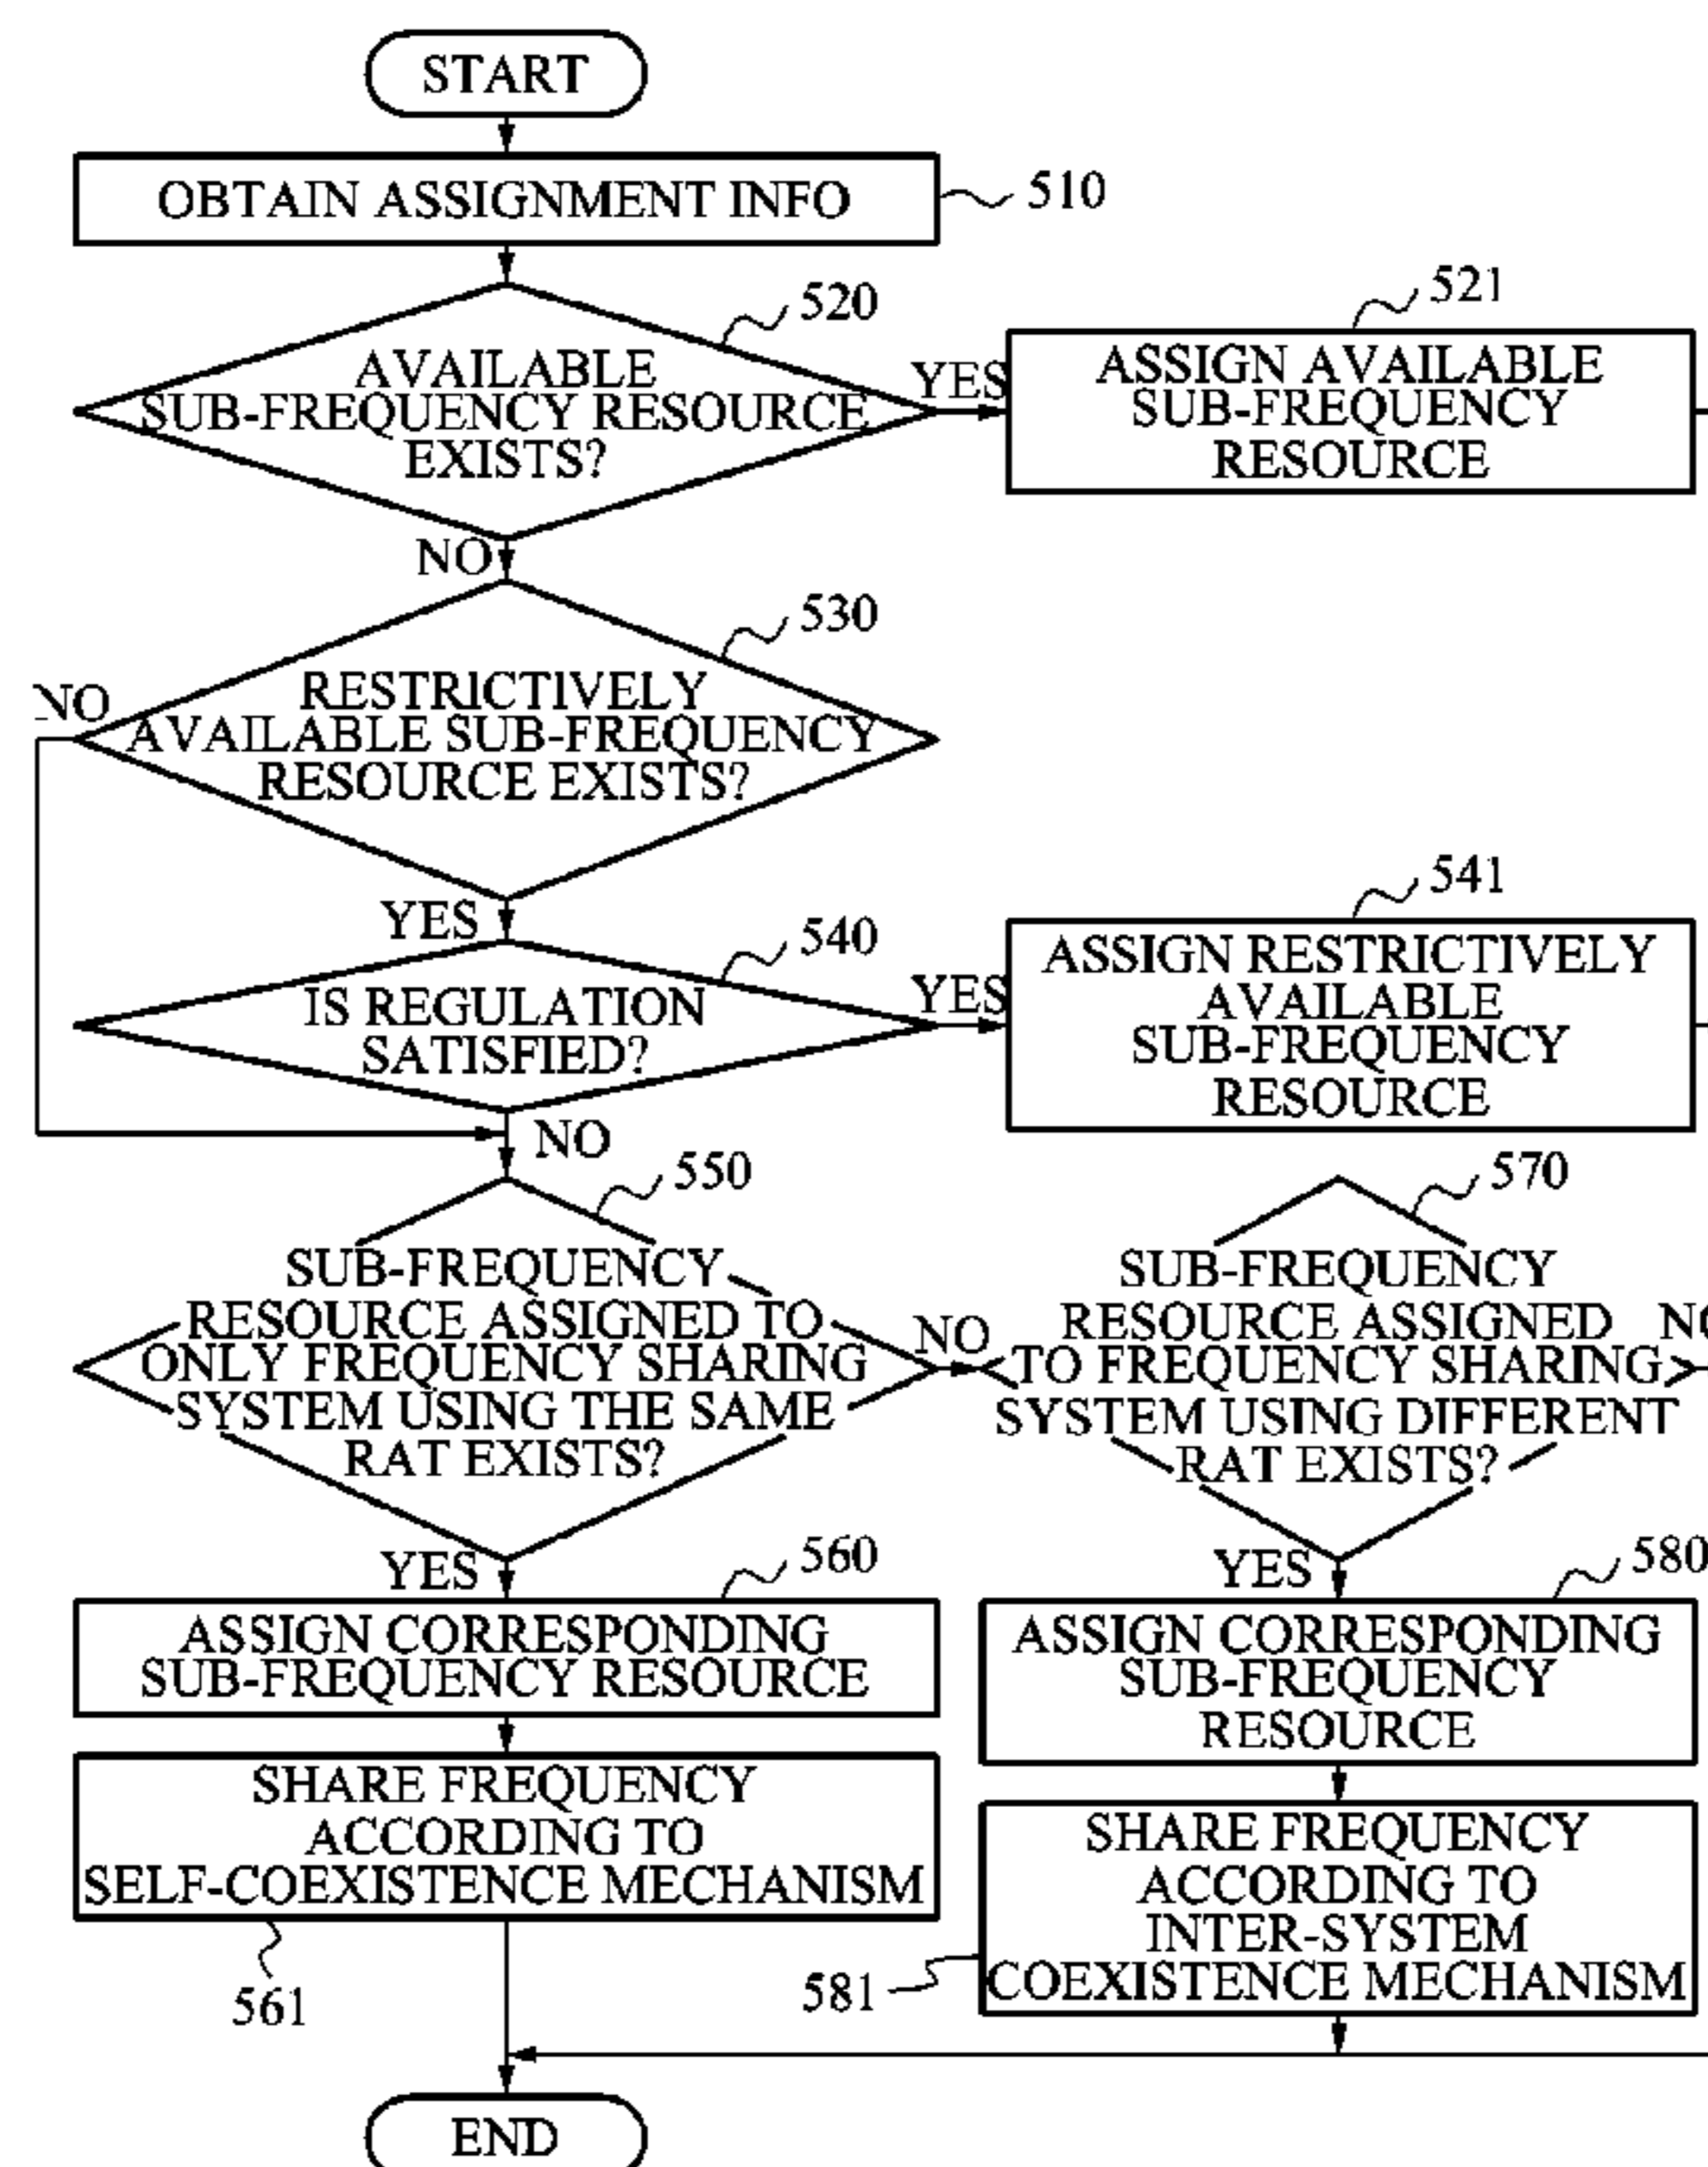 START
OBTAIN ASSIGNMENT INFO
510
520
AVAILABLE
SUB-FREQUENCY RESOURCE
EXISTS?
YES
521
ASSIGN AVAILABLE
SUB-FREQUENCY
RESOURCE
NO
530
RESTRICTIVELY
AVAILABLE SUB-FREQUENCY
RESOURCE EXISTS?
NO
YES
540
IS REGULATION
SATISFIED?
YES
541
ASSIGN RESTRICTIVELY
AVAILABLE
SUB-FREQUENCY
RESOURCE
NO
550
SUB-FREQUENCY
RESOURCE ASSIGNED TO
ONLY FREQUENCY SHARING
SYSTEM USING THE SAME
RAT EXISTS?
NO
570
SUB-FREQUENCY
RESOURCE ASSIGNED
TO FREQUENCY SHARING
SYSTEM USING DIFFERENT
RAT EXISTS?
NO
YES
560
ASSIGN CORRESPONDING
SUB-FREQUENCY RESOURCE
SHARE FREQUENCY
ACCORDING TO
SELF-COEXISTENCE MECHANISM
561
YES
580
ASSIGN CORRESPONDING
SUB-FREQUENCY
RESOURCE
SHARE FREQUENCY
ACCORDING TO
INTER-SYSTEM
COEXISTENCE MECHANISM
581
END